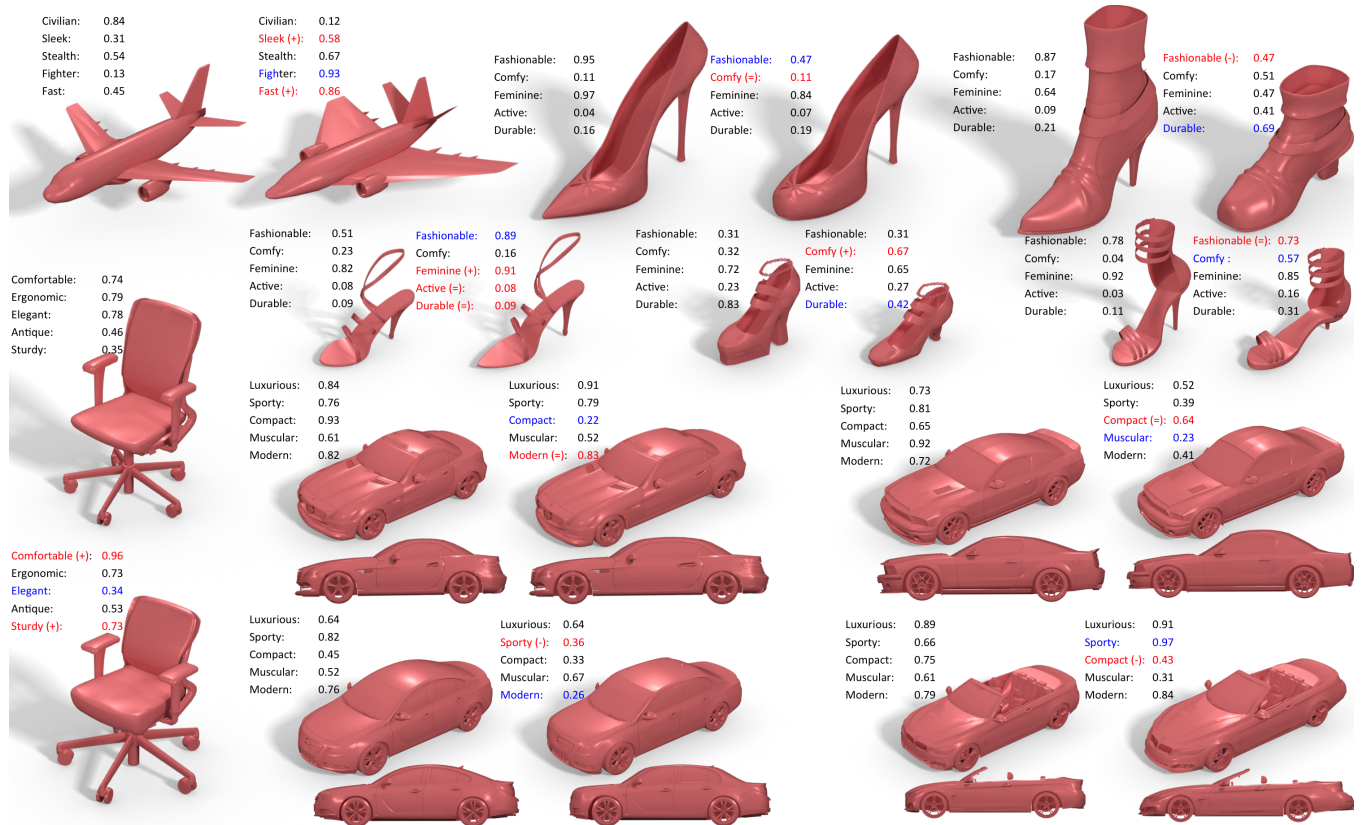 Civilian: 0.84
Sleek: 0.31
Stealth: 0.54
Fighter: 0.13
Fast: 0.45
Civilian: 0.12
Sleek (+): 0.58
Stealth: 0.67
Fighter: 0.93
Fast (+): 0.86
Fashionable: 0.95
Comfy: 0.11
Feminine: 0.97
Active: 0.04
Durable: 0.16
Fashionable: 0.47
Comfy (=): 0.11
Feminine: 0.84
Active: 0.07
Durable: 0.19
Fashionable: 0.87
Comfy: 0.17
Feminine: 0.64
Active: 0.09
Durable: 0.21
Fashionable (-): 0.47
Comfy: 0.51
Feminine: 0.47
Active: 0.41
Durable: 0.69
Comfortable: 0.74
Ergonomic: 0.79
Elegant: 0.78
Antique: 0.46
Sturdy: 0.35
Fashionable: 0.51
Comfy: 0.23
Feminine: 0.82
Active: 0.08
Durable: 0.09
Fashionable: 0.89
Comfy: 0.16
Feminine (+): 0.91
Active (=): 0.08
Durable (=): 0.09
Fashionable: 0.31
Comfy: 0.32
Feminine: 0.72
Active: 0.23
Durable: 0.83
Fashionable: 0.31
Comfy (+): 0.67
Feminine: 0.65
Active: 0.27
Durable: 0.42
Fashionable: 0.78
Comfy: 0.04
Feminine: 0.92
Active: 0.03
Durable: 0.11
Fashionable (=): 0.73
Comfy : 0.57
Feminine: 0.85
Active: 0.16
Durable: 0.31
Luxurious: 0.84
Sporty: 0.76
Compact: 0.93
Muscular: 0.61
Modern: 0.82
Luxurious: 0.91
Sporty: 0.79
Compact: 0.22
Muscular: 0.52
Modern (=): 0.83
Luxurious: 0.73
Sporty: 0.81
Compact: 0.65
Muscular: 0.92
Modern: 0.72
Luxurious: 0.52
Sporty: 0.39
Compact (=): 0.64
Muscular: 0.23
Modern: 0.41
Comfortable (+): 0.96
Ergonomic: 0.73
Elegant: 0.34
Antique: 0.53
Sturdy (+): 0.73
Luxurious: 0.64
Sporty: 0.82
Compact: 0.45
Muscular: 0.52
Modern: 0.76
Luxurious: 0.64
Sporty (-): 0.36
Compact: 0.33
Muscular: 0.67
Modern: 0.26
Luxurious: 0.89
Sporty: 0.66
Compact: 0.75
Muscular: 0.61
Modern: 0.79
Luxurious: 0.91
Sporty: 0.97
Compact (-): 0.43
Muscular: 0.31
Modern: 0.84